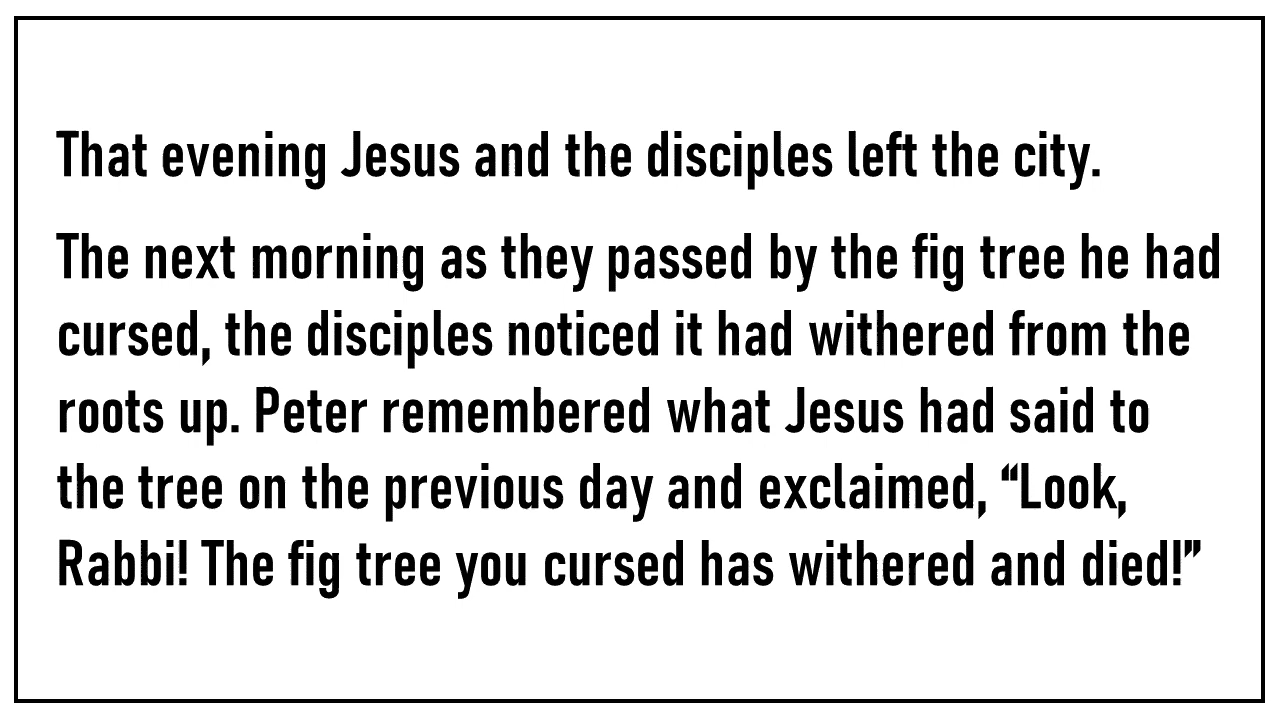 That evening Jesus and the disciples left the city.
The next morning as they passed by the fig tree he had
cursed, the disciples noticed it had withered from the
roots up. Peter remembered what Jesus had said to
the tree on the previous day and exclaimed, “Look,
Rabbi! The fig tree you cursed has withered and died!”